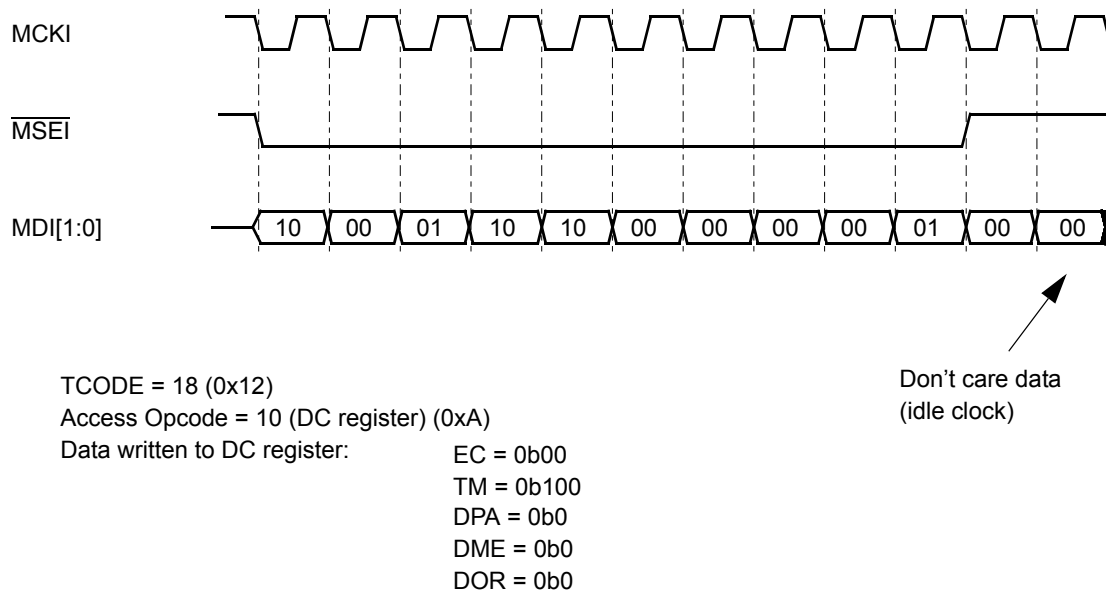 MCKI
MSEI
MDI[1:0]
10 00 01 10 10 00 00 00 00 01 00 00
Don’t care data
(idle clock)
TCODE = 18 (0x12)
Access Opcode = 10 (DC register) (0xA)
Data written to DC register:
EC = 0b00
TM = 0b100
DPA = 0b0
DME = 0b0
DOR = 0b0